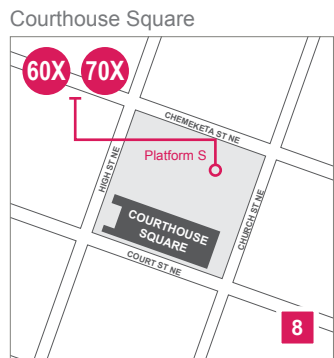 Courthouse Square
60X 70X
CHEMEKETA ST NE
Platform S
HIGH ST NE
CHURCH ST NE
COURTHOUSE
SQUARE
COURT ST NE
8